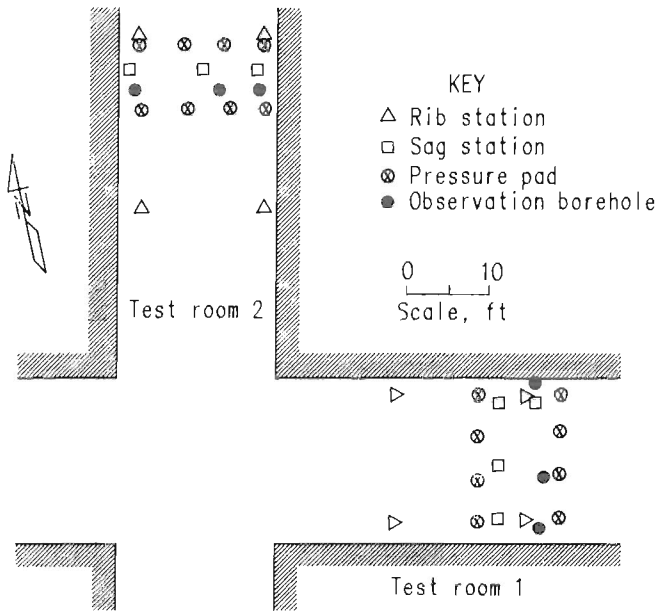 KEY
Rib station
Sag station
Pressure pad
Observation borehole
0 10
Scale, ft
Test room 2
Test room 1